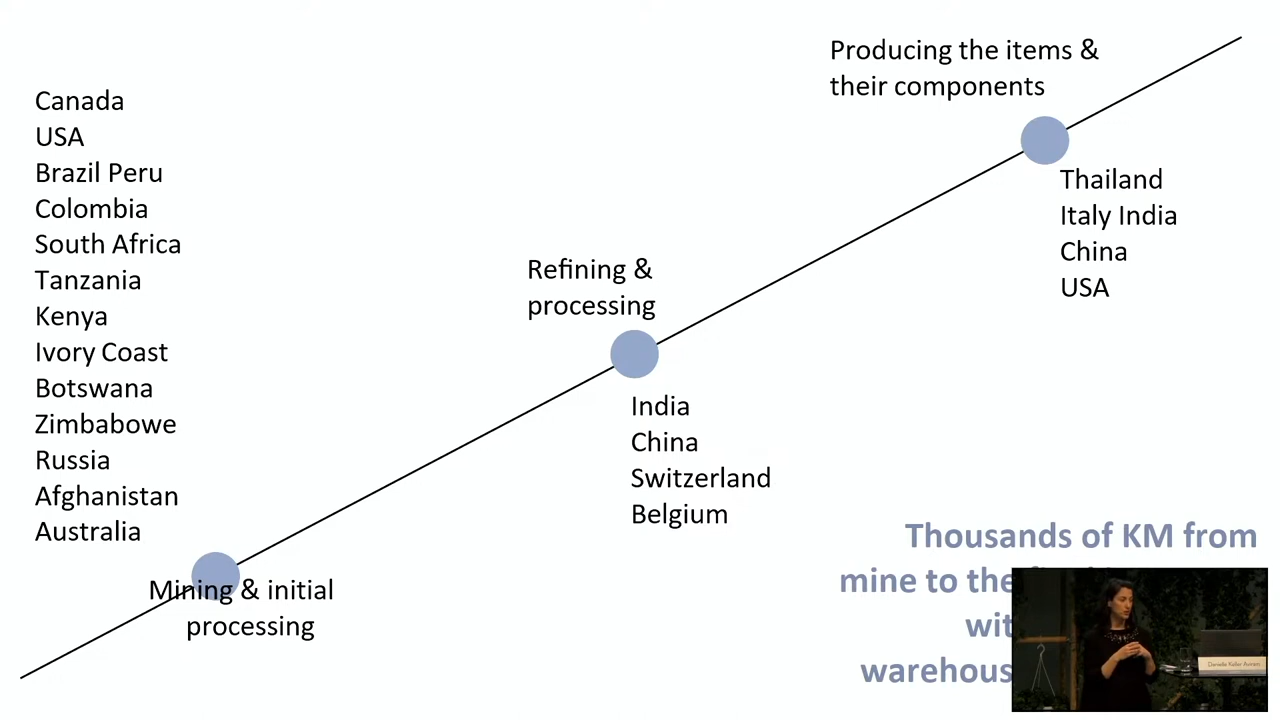 Producing the items &
their components
Canada
USA
Brazil Peru
Colombia
South Africa
Tanzania
Kenya
Ivory Coast
Botswana
Zimbabowe
Russia
Afghanistan
Australia
Thailand
Italy India
China
USA
Refining &
processing
India
China
Switzerland
Belgium
Mining & initial
processing
Thousands of KM from
mine to the